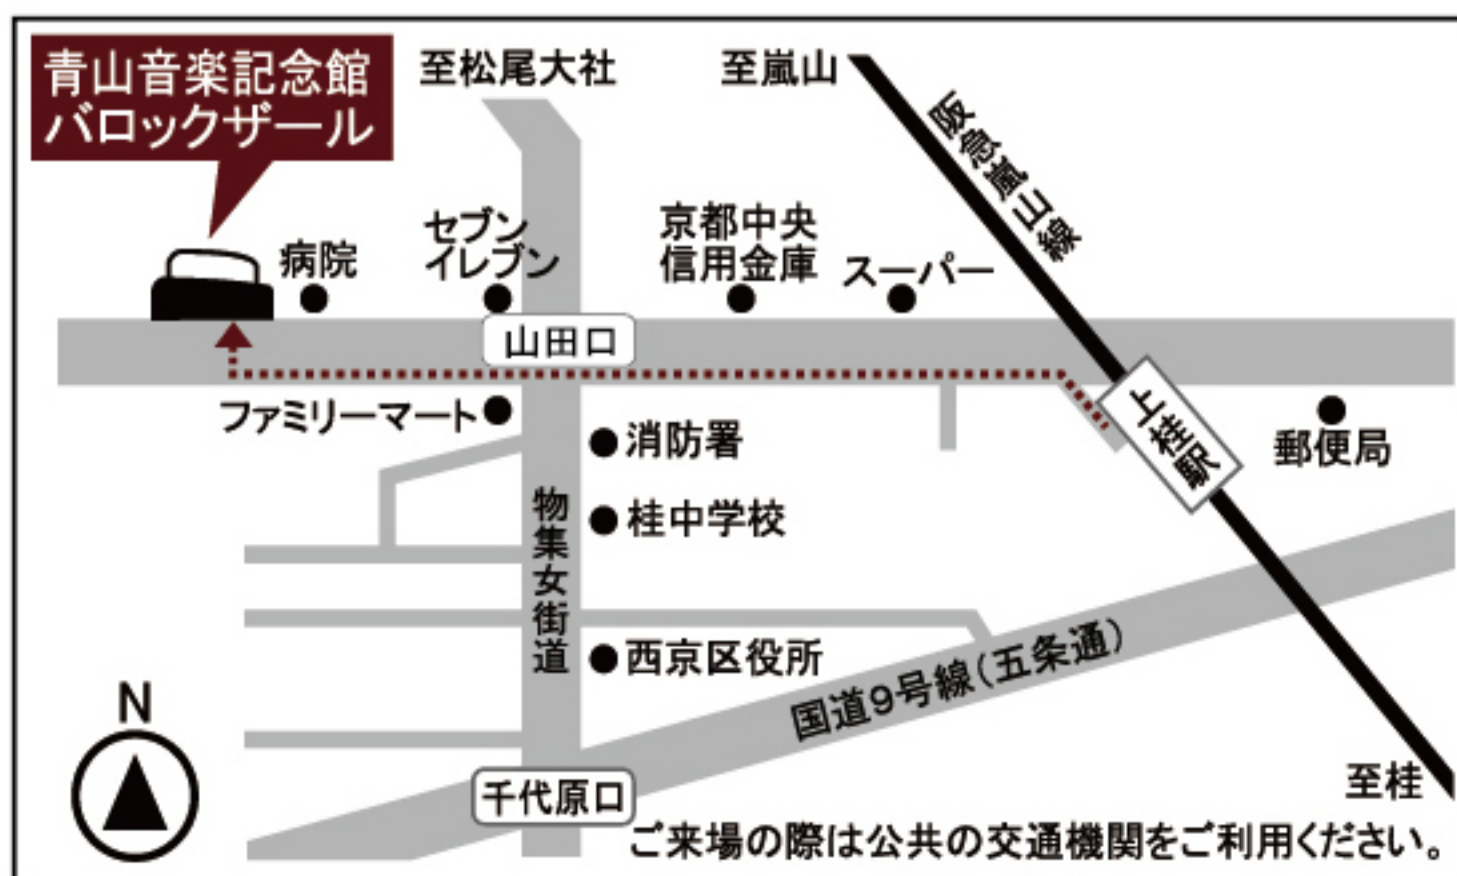 青山音楽記念館
バロックザール
至松尾大社
至嵐山
阪急嵐山線
病院
セブン
イレブン
京都中央
信用金庫
スーパー
山田口
ファミリーマート
消防署
上桂駅
郵便局
桂中学校
物集女街道
西京区役所
国道9号線(五条通)
N
千代原口
至桂
ご来場の際は公共の交通機関をご利用ください。